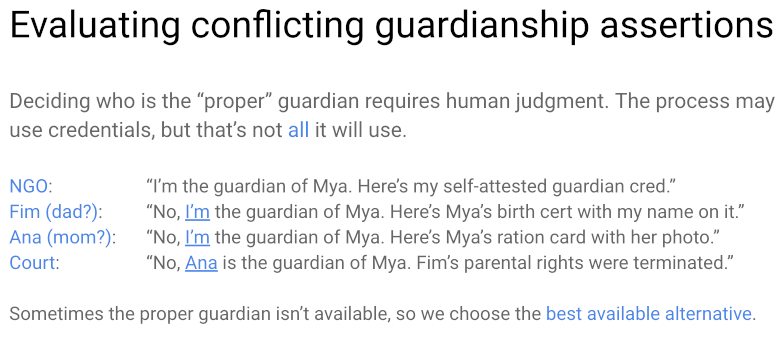 Evaluating conflicting guardianship assertions
Deciding who is the “proper” guardian requires human judgment. The process may
use credentials, but that’s not all it will use.
NGO: “I’m the guardian of Mya. Here’s my self-attested guardian cred.”
Fim (dad?): “No, I’m the guardian of Mya. Here’s Mya’s birth cert with my name on it.”
Ana (mom?): “No, I’m the guardian of Mya. Here’s Mya’s ration card with her photo.”
Court: “No, Ana is the guardian of Mya. Fim’s parental rights were terminated.”
Sometimes the proper guardian isn’t available, so we choose the best available alternative.